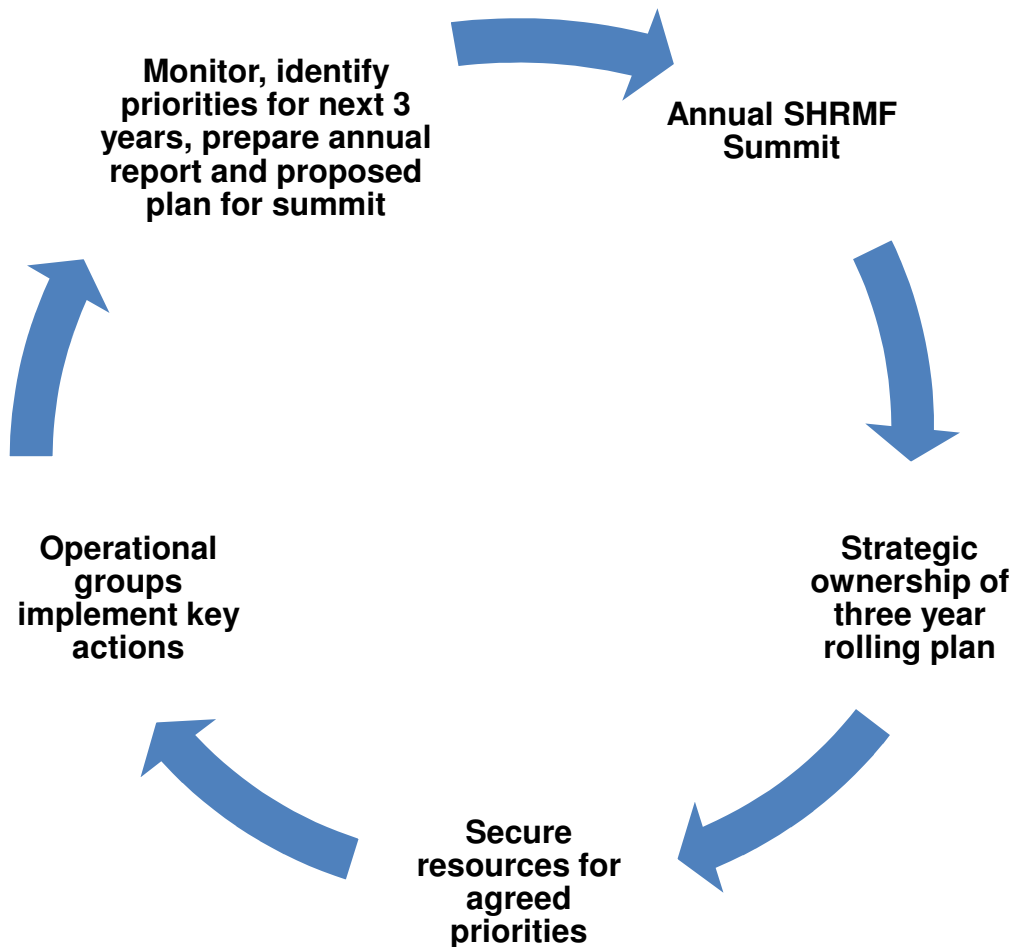 Monitor, identify
priorities for next 3
years, prepare annual
report and proposed
plan for summit
Annual SHRMF
Summit
Strategic
ownership of
three year
rolling plan
Secure
resources for
agreed
priorities
Operational
groups
implement key
actions